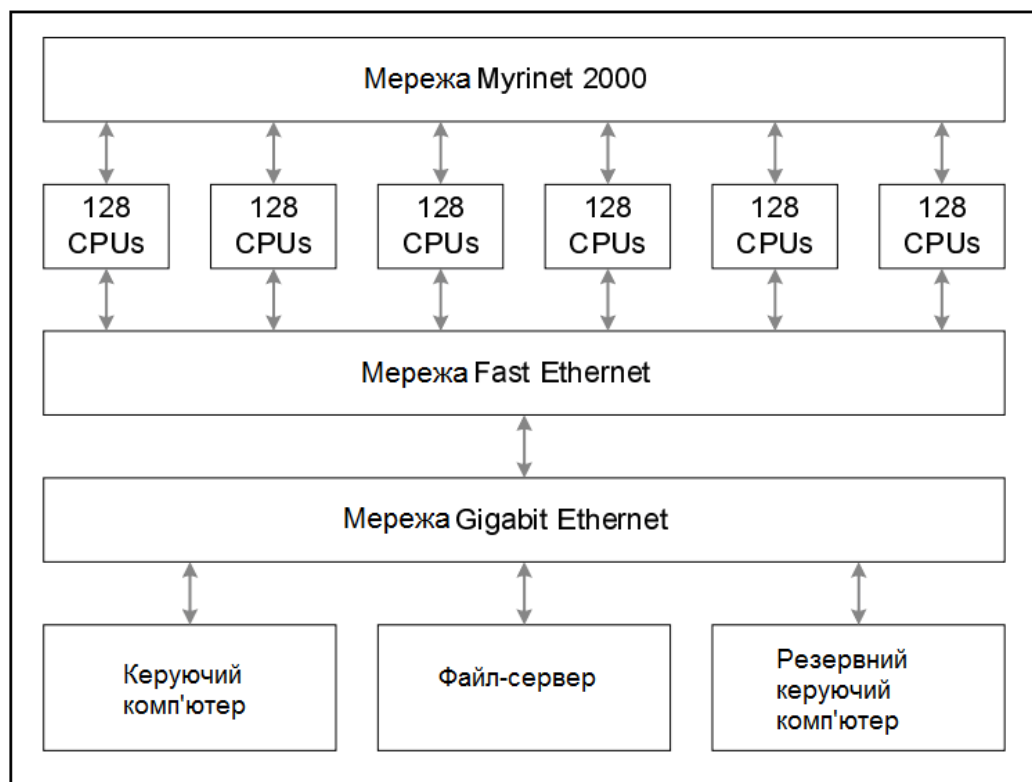 Мережа Myrinet 2000
128
CPUs
128
CPUs
128
CPUs
128
CPUs
128
CPUs
128
CPUs
Мережа Fast Ethernet
Мережа Gigabit Ethernet
Керуючий
комп'ютер
Файл-сервер
Резервний
керуючий
комп'ютер